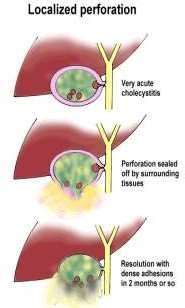 Localized perforation
Very acute
cholecystitis
Perforation sealed
off by surrounding
tissues
Resolution with
dense adhesions
in 2 months or so